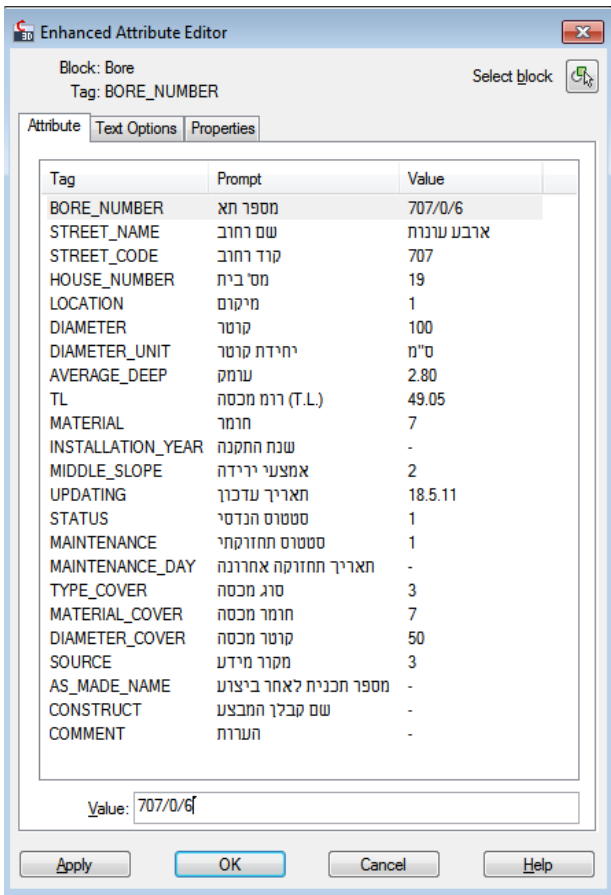 Enhanced Attribute Editor
Block: Bore
Tag: BORE_NUMBER
Select block
Attribute Text Options Properties
Tag Prompt Value
BORE_NUMBER מספר תא 707/0/6
STREET_NAME שם רחוב ארבע ערנות
STREET_CODE קוד רחוב 707
HOUSE_NUMBER מס' בית 19
LOCATION מיקום 1
DIAMETER קוטר 100
DIAMETER_UNIT יחידת קוטר ס"מ
AVERAGE_DEEP עומק 2.80
TL רומ מכסה (T.L.) 49.05
MATERIAL חומר 7
INSTALLATION_YEAR שנת התקנה -
MIDDLE_SLOPE אמצעי ירידה 2
UPDATING תאריך עדכון 18.5.11
STATUS סטטוס הנדסי 1
MAINTENANCE סטטוס תחזוקתי 1
MAINTENANCE_DAY תאריך תחזוקה אחרונה -
TYPE_COVER סוג מכסה 3
MATERIAL_COVER חומר מכסה 7
DIAMETER_COVER קוטר מכסה 50
SOURCE מקור מידע 3
AS_MADE_NAME מספר תכנית לאחר ביצוע -
CONSTRUCT שם קבלן המבצע -
COMMENT הערות -
Value: 707/0/6
Apply OK Cancel Help